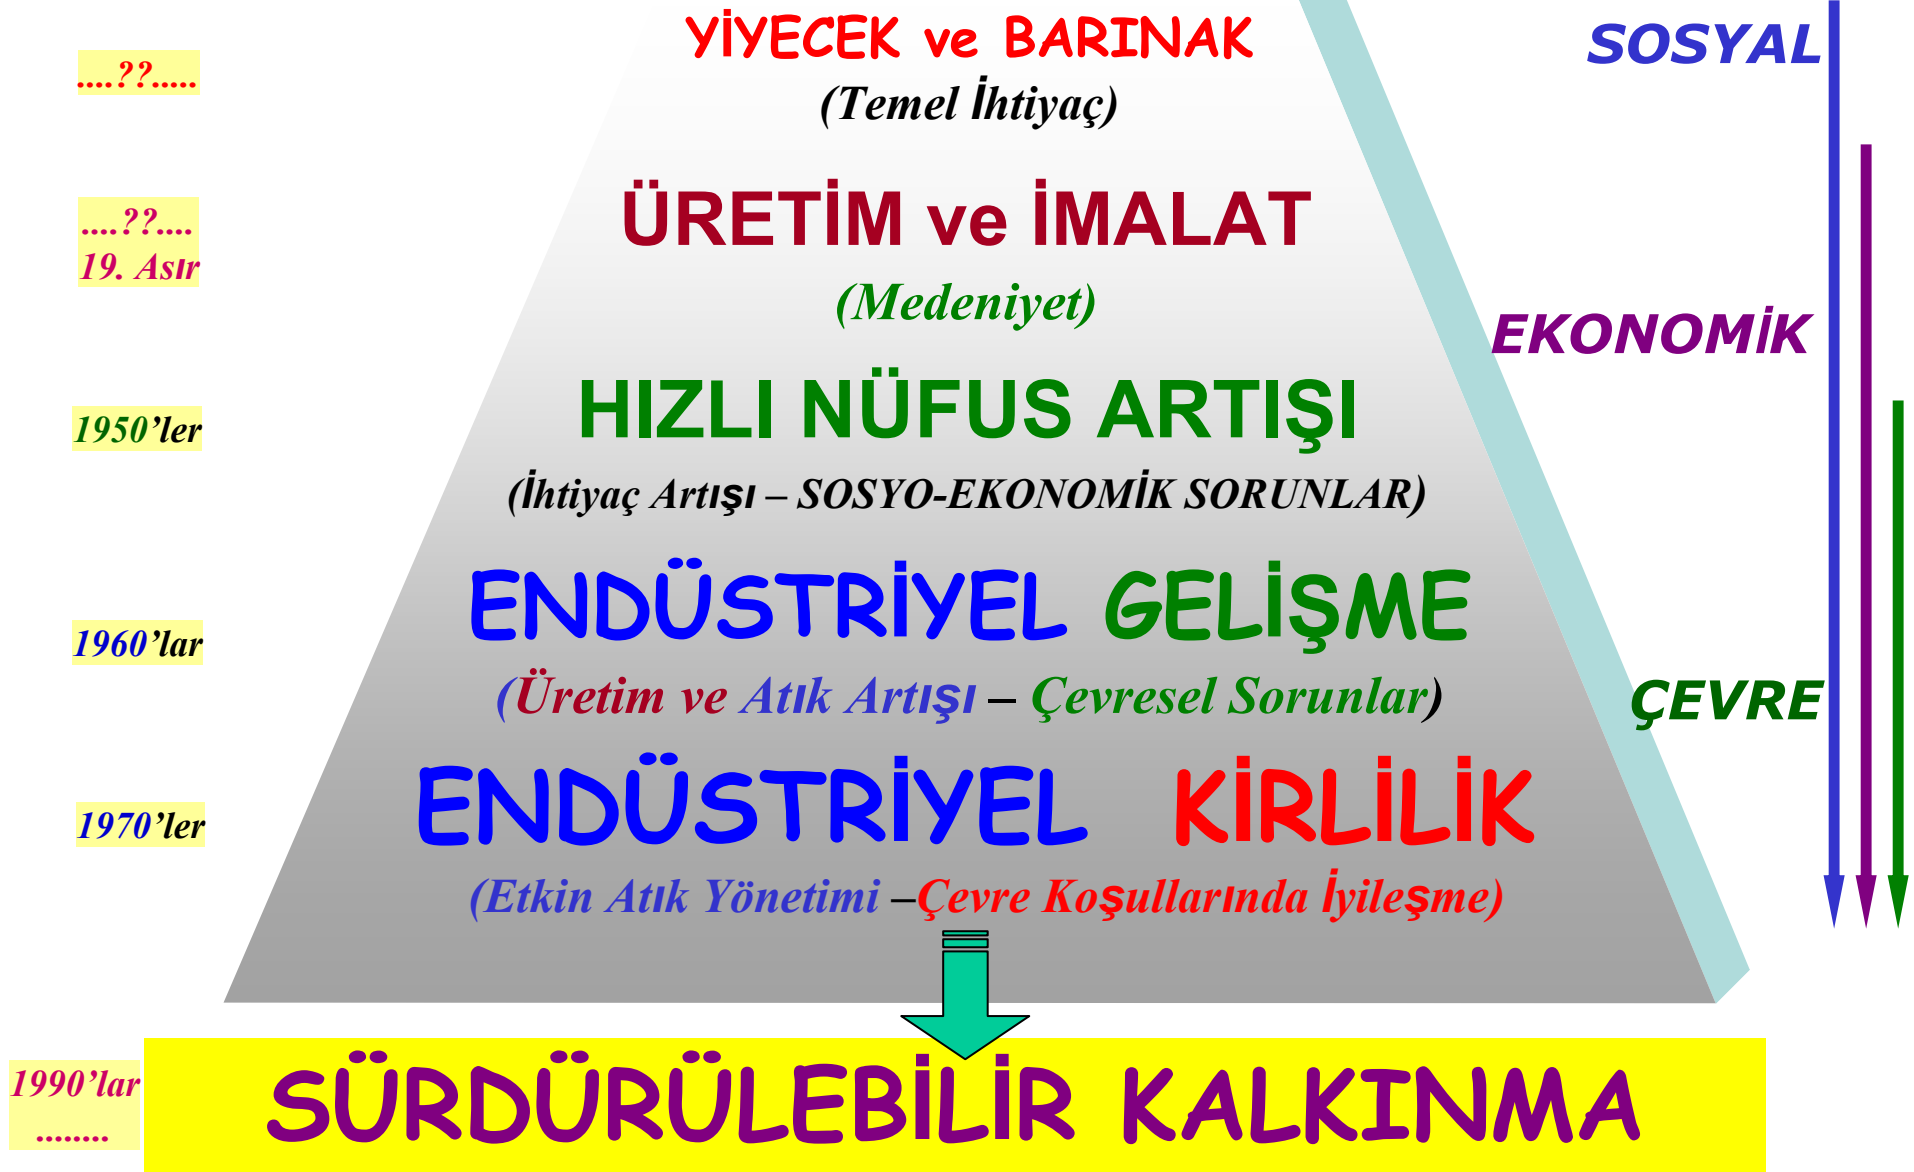 YİYECEK ve BARINAK
SOSYAL
....??.....
(Temel İhtiyaç)
ÜRETİM ve İMALAT
....??....
19. Asır
(Medeniyet)
EKONOMİK
HIZLI NÜFUS ARTIŞI
1950’ler
(İhtiyaç Artışı – SOSYO-EKONOMİK SORUNLAR)
ENDÜSTRİYEL GELİŞME
1960’lar
(Üretim ve Atık Artışı – Çevresel Sorunlar)
ÇEVRE
ENDÜSTRİYEL KİRLİLİK
1970’ler
(Etkin Atık Yönetimi –Çevre Koşullarında İyileşme)
1990’lar
........
SÜRDÜRÜLEBİLİR KALKINMA